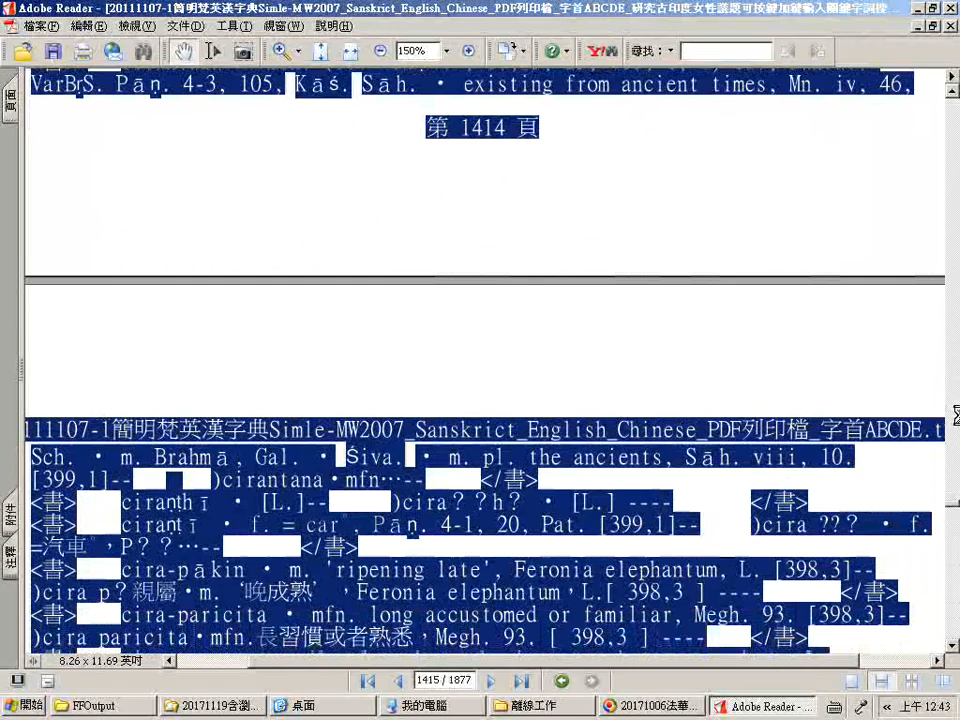 Adobe Reader - [20111107-1簡明梵英漢字典Simle-MW2007_Sanskrict_English_Chinese_PDF列印檔_字首ABCDE_研究古印度女性議題可按鍵加鍵輸入關鍵字詞搜...
檔案(F) 編輯(E) 檢視(V) 文件(D) 工具(T) 視窗(W) 說明(H)
150% 尋找：
頁面
VarBṛS. Pāṇ. 4-3, 105, Kāś. Sāh. • existing from ancient times, Mn. iv, 46,
第 1414 頁
111107-1簡明梵英漢字典Simle-MW2007_Sanskrict_English_Chinese_PDF列印檔_字首ABCDE.t
Sch. • m. Brahmā, Gal. • Śiva. • m. pl. the ancients, Sāh. viii, 10.
[399,1]-- )cirantana•mfn…-- </書>
<書> ciraṇṭhī • [L.]-- )cira？？h？ • [L.] ---- </書>
<書> ciraṇṭī • f. = car°, Pāṇ. 4-1, 20, Pat. [399,1]-- )cira ??？ • f.
=汽車°，P？？…-- </書>
<書> cira-pākin • m. 'ripening late', Feronia elephantum, L. [398,3]--
)cira p？親屬•m.‘晚成熟’，Feronia elephantum，L.[ 398,3 ] ---- </書>
<書> cira-paricita • mfn. long accustomed or familiar, Megh. 93. [398,3]--
)cira paricita•mfn.長習慣或者熟悉，Megh. 93. [ 398,3 ] ---- </書>
附件
注釋
8.26 x 11.69 英吋
1415 / 1877
開始 FFOutput 20171119含瀏... 桌面 我的電腦 離線工作 20171006法華... Adobe Reader - [... 上午 12:43